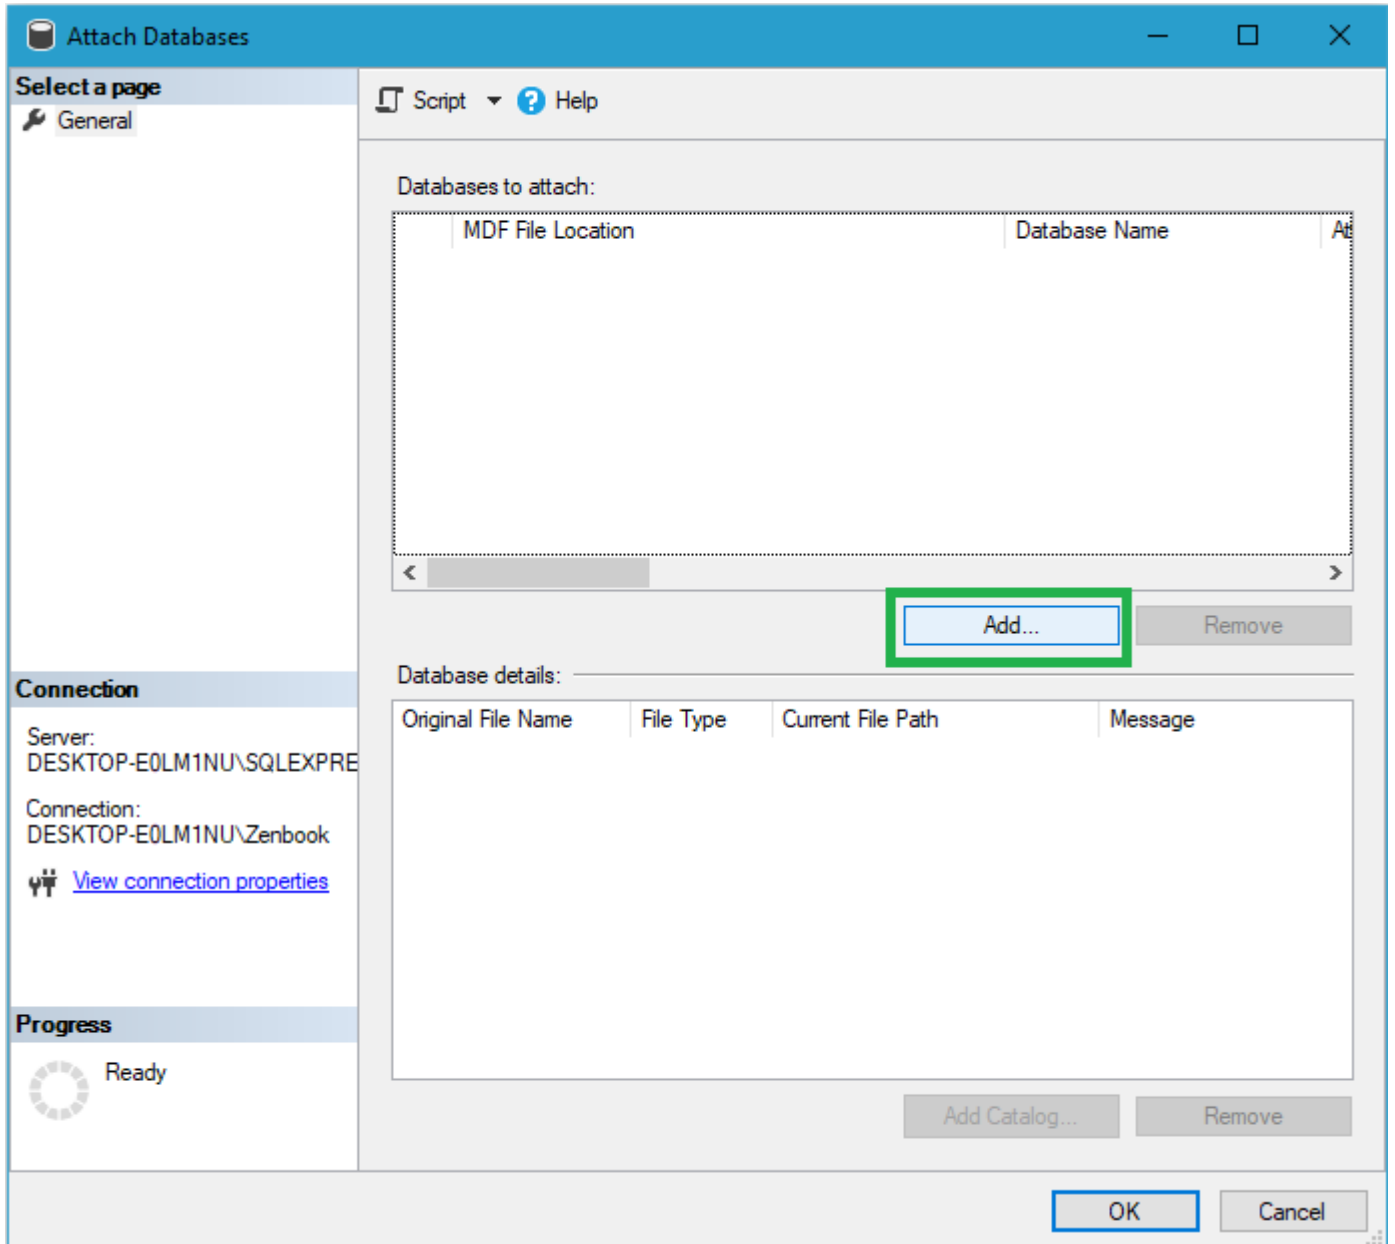 Attach Databases
Select a page
General
Script
Help
Databases to attach:
MDF File Location Database Name At
Add... Remove
Database details:
Original File Name File Type Current File Path Message
Connection
Server:
DESKTOP-E0LM1NU\SQLEXPRE
Connection:
DESKTOP-E0LM1NU\Zenbook
View connection properties
Progress
Ready
Add Catalog... Remove
OK Cancel